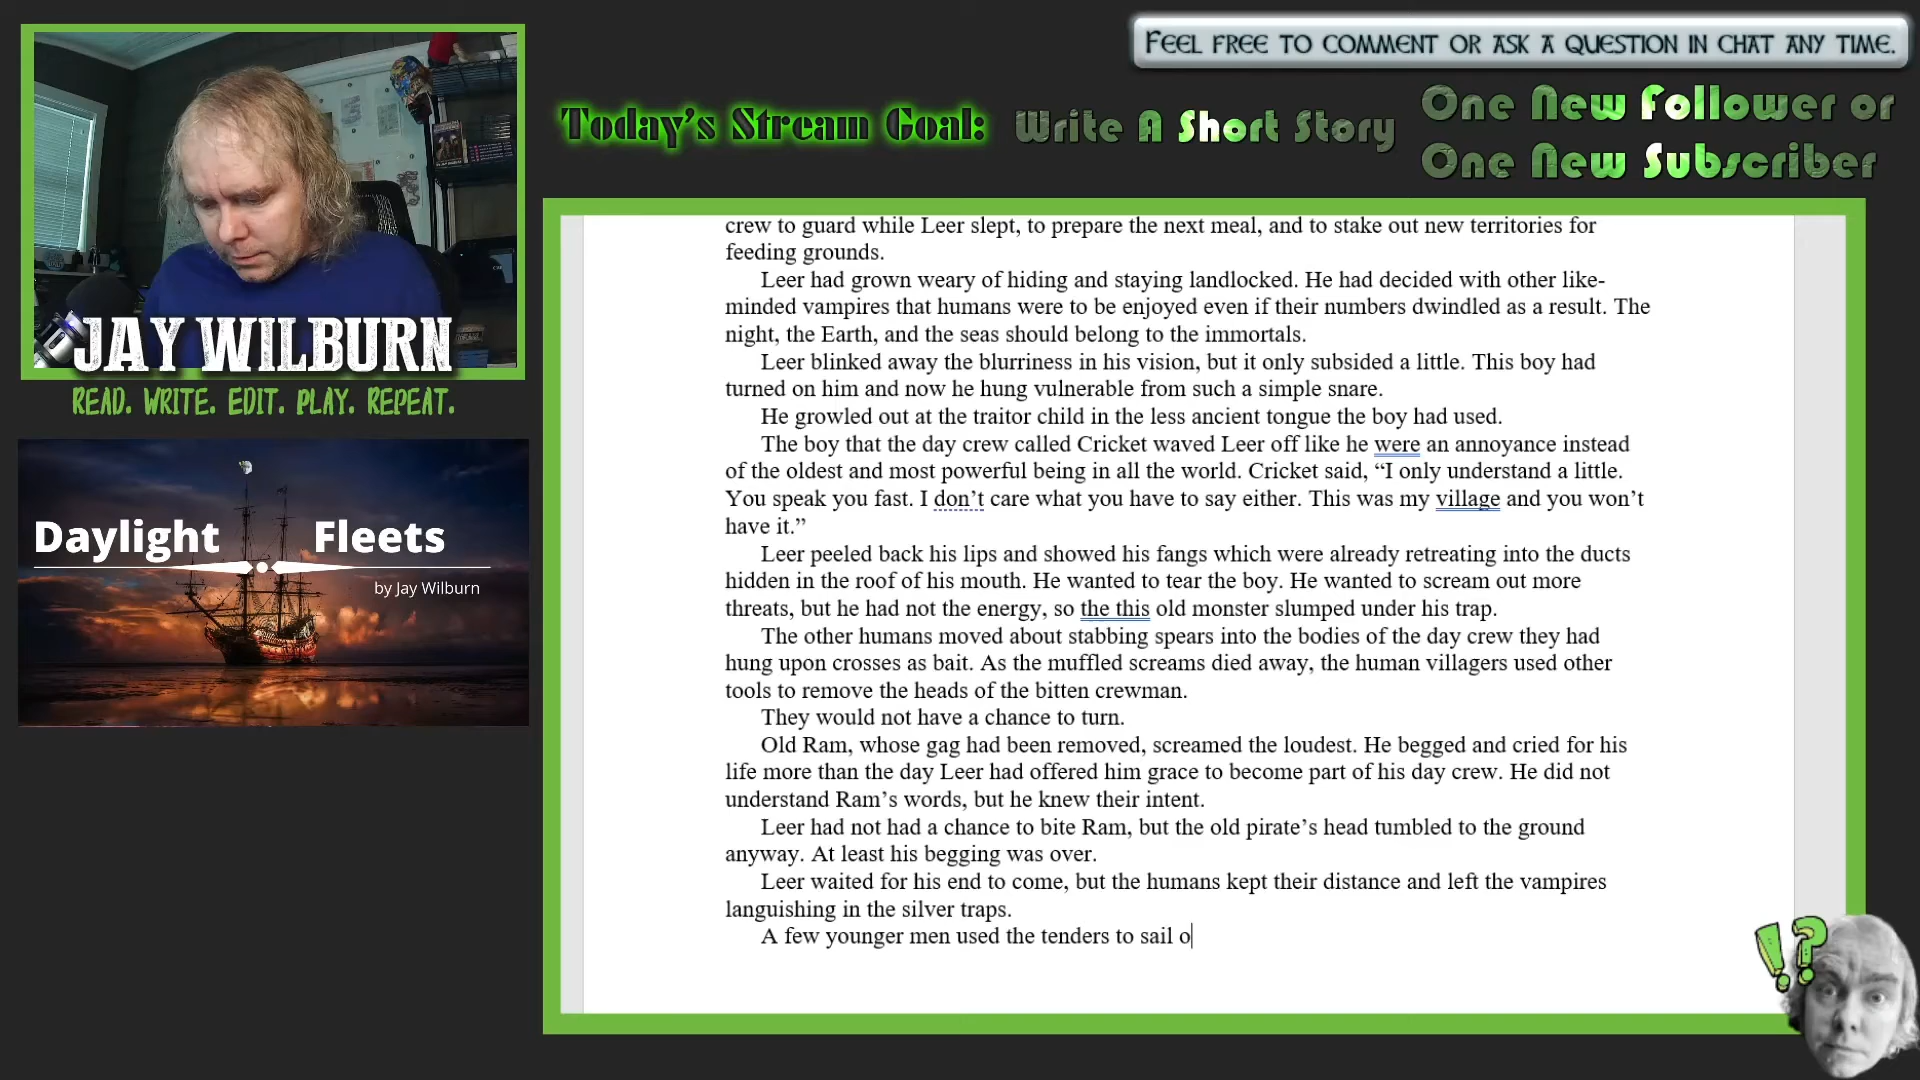 FEEL FREE TO COMMENT OR ASK A QUESTION IN CHAT ANY TIME.
Today's Stream Goal:
Write A Short Story
One New Follower or
One New Subscriber
JAY WILBURN
READ. WRITE. EDIT. PLAY. REPEAT.
Daylight Fleets
by Jay Wilburn
crew to guard while Leer slept, to prepare the next meal, and to stake out new territories for
feeding grounds.
Leer had grown weary of hiding and staying landlocked. He had decided with other like-
minded vampires that humans were to be enjoyed even if their numbers dwindled as a result. The
night, the Earth, and the seas should belong to the immortals.
Leer blinked away the blurriness in his vision, but it only subsided a little. This boy had
turned on him and now he hung vulnerable from such a simple snare.
He growled out at the traitor child in the less ancient tongue the boy had used.
The boy that the day crew called Cricket waved Leer off like he were an annoyance instead
of the oldest and most powerful being in all the world. Cricket said, “I only understand a little.
You speak you fast. I don’t care what you have to say either. This was my village and you won’t
have it.”
Leer peeled back his lips and showed his fangs which were already retreating into the ducts
hidden in the roof of his mouth. He wanted to tear the boy. He wanted to scream out more
threats, but he had not the energy, so the this old monster slumped under his trap.
The other humans moved about stabbing spears into the bodies of the day crew they had
hung upon crosses as bait. As the muffled screams died away, the human villagers used other
tools to remove the heads of the bitten crewman.
They would not have a chance to turn.
Old Ram, whose gag had been removed, screamed the loudest. He begged and cried for his
life more than the day Leer had offered him grace to become part of his day crew. He did not
understand Ram’s words, but he knew their intent.
Leer had not had a chance to bite Ram, but the old pirate’s head tumbled to the ground
anyway. At least his begging was over.
Leer waited for his end to come, but the humans kept their distance and left the vampires
languishing in the silver traps.
A few younger men used the tenders to sail o
!?